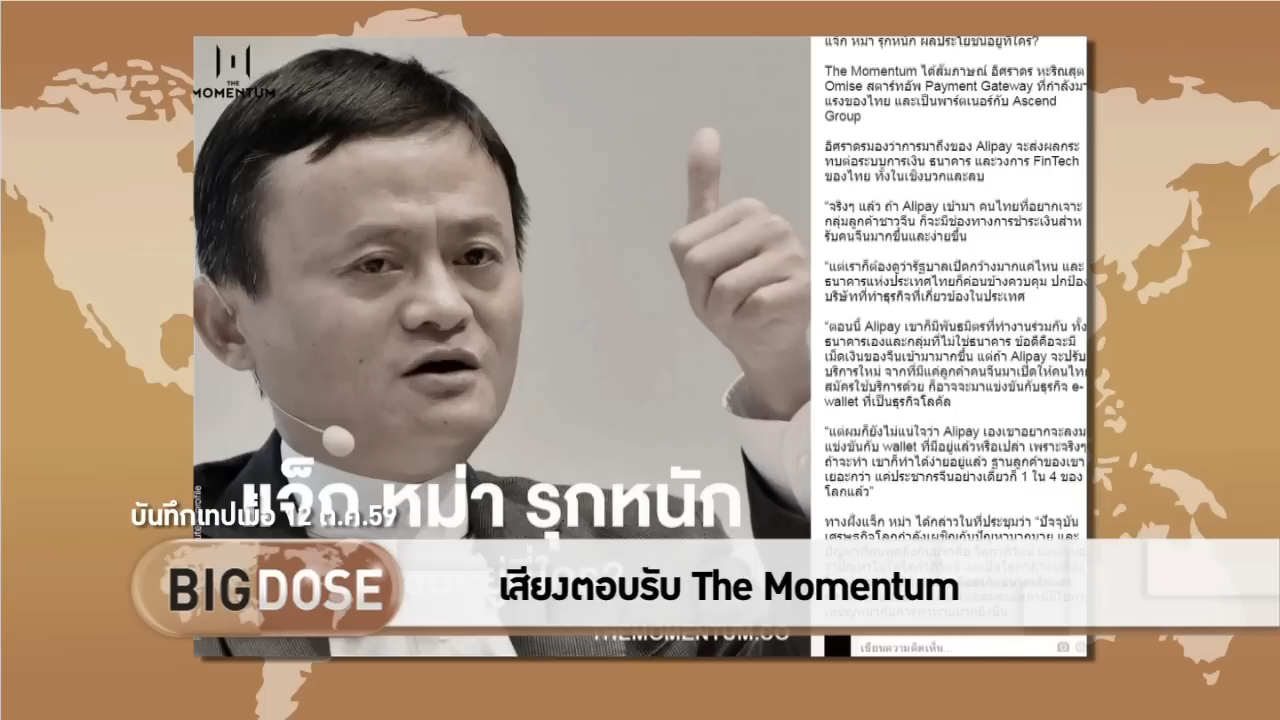 THE
MOMENTUM
แจ็ก หม่า รุกหนัก ผลประโยชน์อยู่ที่ใคร?
The Momentum ได้สัมภาษณ์ อิศราดร หะริณสุต
Omise สตาร์ทอัพ Payment Gateway ที่กำลังมา
แรงของไทย และเป็นพาร์ตเนอร์กับ Ascend
Group
อิศราดรมองว่าการมาถึงของ Alipay จะส่งผลกระ
ทบต่อระบบการเงิน ธนาคาร และวงการ FinTech
ของไทย ทั้งในเชิงบวกและลบ
“จริงๆ แล้ว ถ้า Alipay เข้ามา คนไทยที่อยากเจาะ
กลุ่มลูกค้าชาวจีน ก็จะมีช่องทางการชำระเงินสำห
รับคนจีนมากขึ้นและง่ายขึ้น
“แต่เราก็ต้องดูว่ารัฐบาลเปิดกว้างมากแค่ไหน และ
ธนาคารแห่งประเทศไทยก็ค่อนข้างควบคุม ปกป้อง
บริษัทที่ทำธุรกิจที่เกี่ยวข้องในประเทศ
“ตอนนี้ Alipay เขาก็มีพันธมิตรที่ทำงานร่วมกัน ทั้ง
ธนาคารเองและกลุ่มที่ไม่ใช่ธนาคาร ข้อดีคือจะมี
เม็ดเงินของจีนเข้ามามากขึ้น แต่ถ้า Alipay จะปรับ
บริการใหม่ จากที่มีแค่ลูกค้าคนจีนมาเปิดให้คนไทย
สมัครใช้บริการด้วย ก็อาจจะมาแข่งขันกับธุรกิจ e-
wallet ที่เป็นธุรกิจโลคัล
“แต่ผมก็ยังไม่แน่ใจว่า Alipay เองเขาอยากจะลงม
แข่งขันกับ wallet ที่มีอยู่แล้วหรือเปล่า เพราะจริงๆ
ถ้าจะทำ เขาก็ทำได้ง่ายอยู่แล้ว ฐานลูกค้าของเขา
เยอะกว่า แค่ประชากรจีนอย่างเดียวก็ 1 ใน 4 ของ
โลกแล้ว”
ทางฝั่งแจ็ก หม่า ได้กล่าวในที่ประชุมว่า “ปัจจุบัน
เศรษฐกิจโลกกำลังเผชิญกับปัญหามากมาย และ
แจ็ก หม่า รุกหนัก
บันทึกเทปเมื่อ 12 ต.ค.59
BIGDOSE
เสียงตอบรับ The Momentum
THEMOMENTUM.CO
เขียนความคิดเห็น...